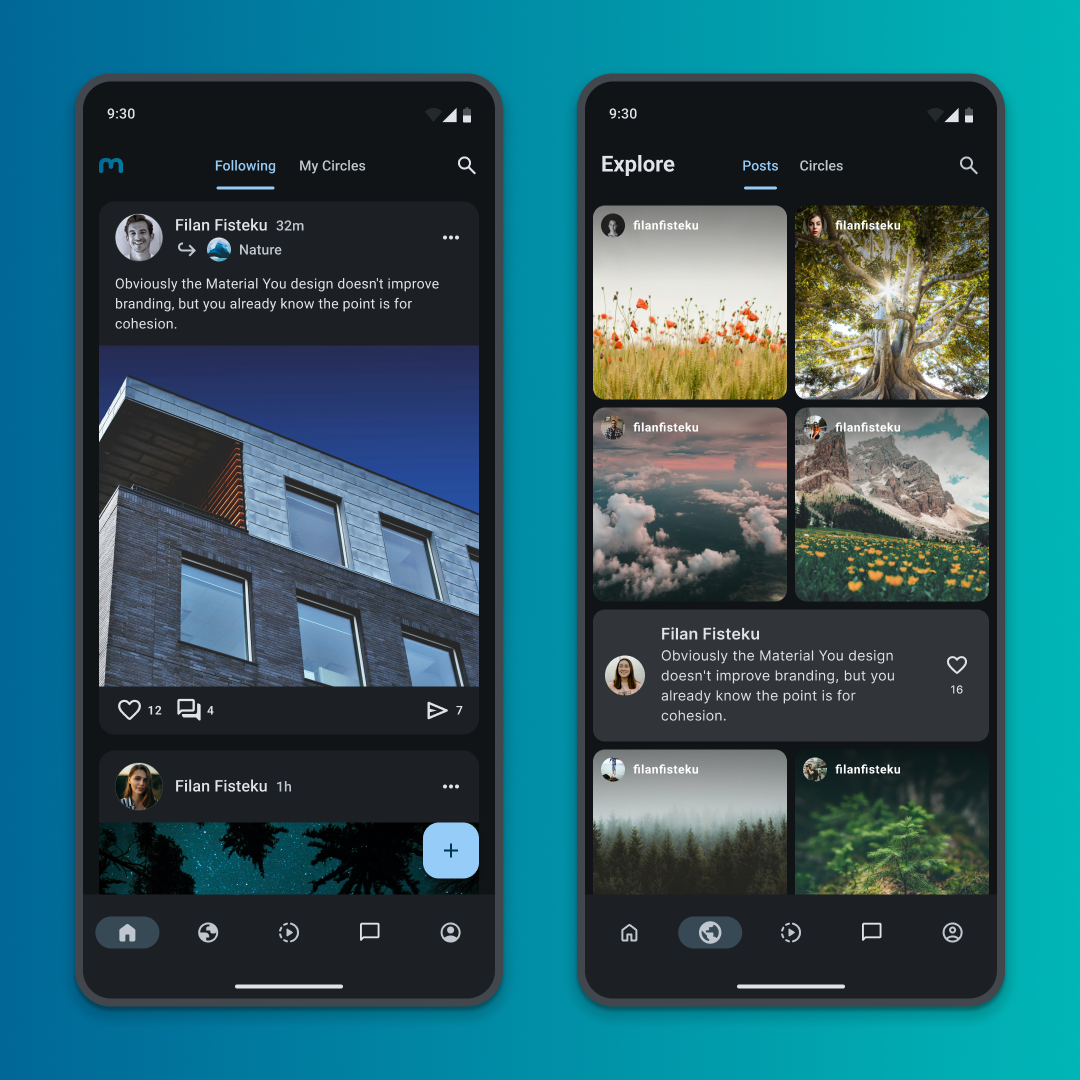 9:30
Following My Circles
Filan Fisteku 32m
Nature
Obviously the Material You design doesn't improve
branding, but you already know the point is for
cohesion.
12 4 7
Filan Fisteku 1h
9:30
Explore Posts Circles
filanfisteku filanfisteku
filanfisteku filanfisteku
Filan Fisteku
Obviously the Material You design
doesn't improve branding, but you
already know the point is for
cohesion.
16
filanfisteku filanfisteku